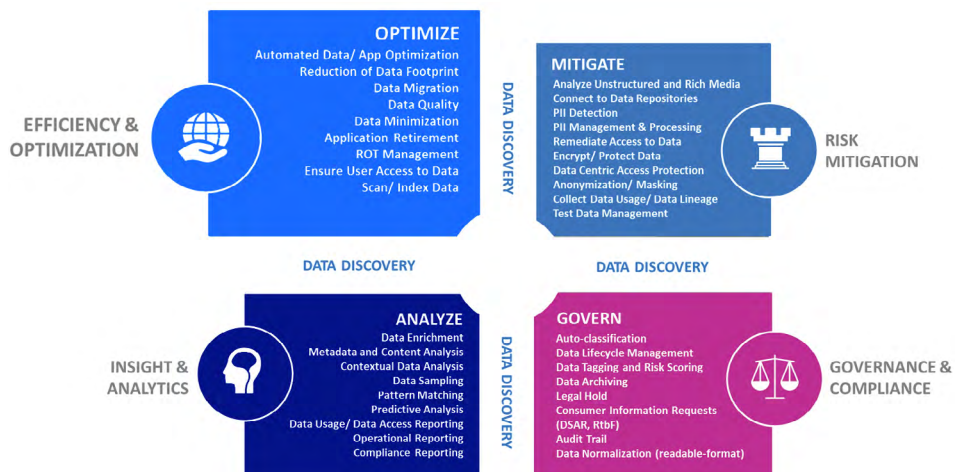 EFFICIENCY &
OPTIMIZATION
OPTIMIZE
Automated Data/ App Optimization
Reduction of Data Footprint
Data Migration
Data Quality
Data Minimization
Application Retirement
ROT Management
Ensure User Access to Data
Scan/ Index Data
DATA DISCOVERY
MITIGATE
Analyze Unstructured and Rich Media
Connect to Data Repositories
PII Detection
PII Management & Processing
Remediate Access to Data
Encrypt/ Protect Data
Data Centric Access Protection
Anonymization/ Masking
Collect Data Usage/ Data Lineage
Test Data Management
RISK
MITIGATION
DATA DISCOVERY
DATA DISCOVERY
INSIGHT &
ANALYTICS
ANALYZE
Data Enrichment
Metadata and Content Analysis
Contextual Data Analysis
Data Sampling
Pattern Matching
Predictive Analysis
Data Usage/ Data Access Reporting
Operational Reporting
Compliance Reporting
DATA DISCOVERY
GOVERN
Auto-classification
Data Lifecycle Management
Data Tagging and Risk Scoring
Data Archiving
Legal Hold
Consumer Information Requests
(DSAR, RtbF)
Audit Trail
Data Normalization (readable-format)
GOVERNANCE &
COMPLIANCE